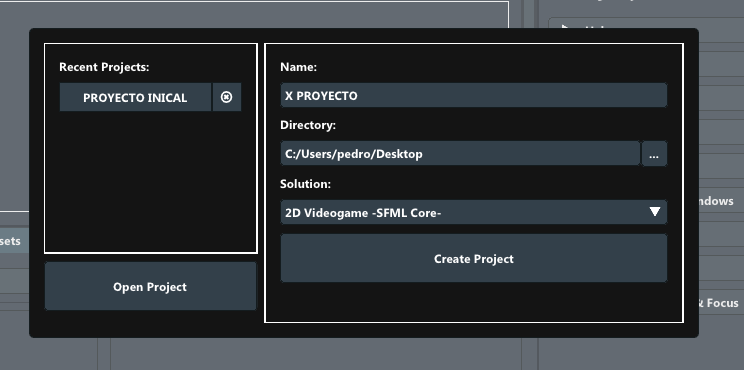 Recent Projects:
PROYECTO INICAL
Open Project
Name:
X PROYECTO
Directory:
C:/Users/pedro/Desktop
...
Solution:
2D Videogame -SFML Core-
Create Project
sets
ndows
& Focus